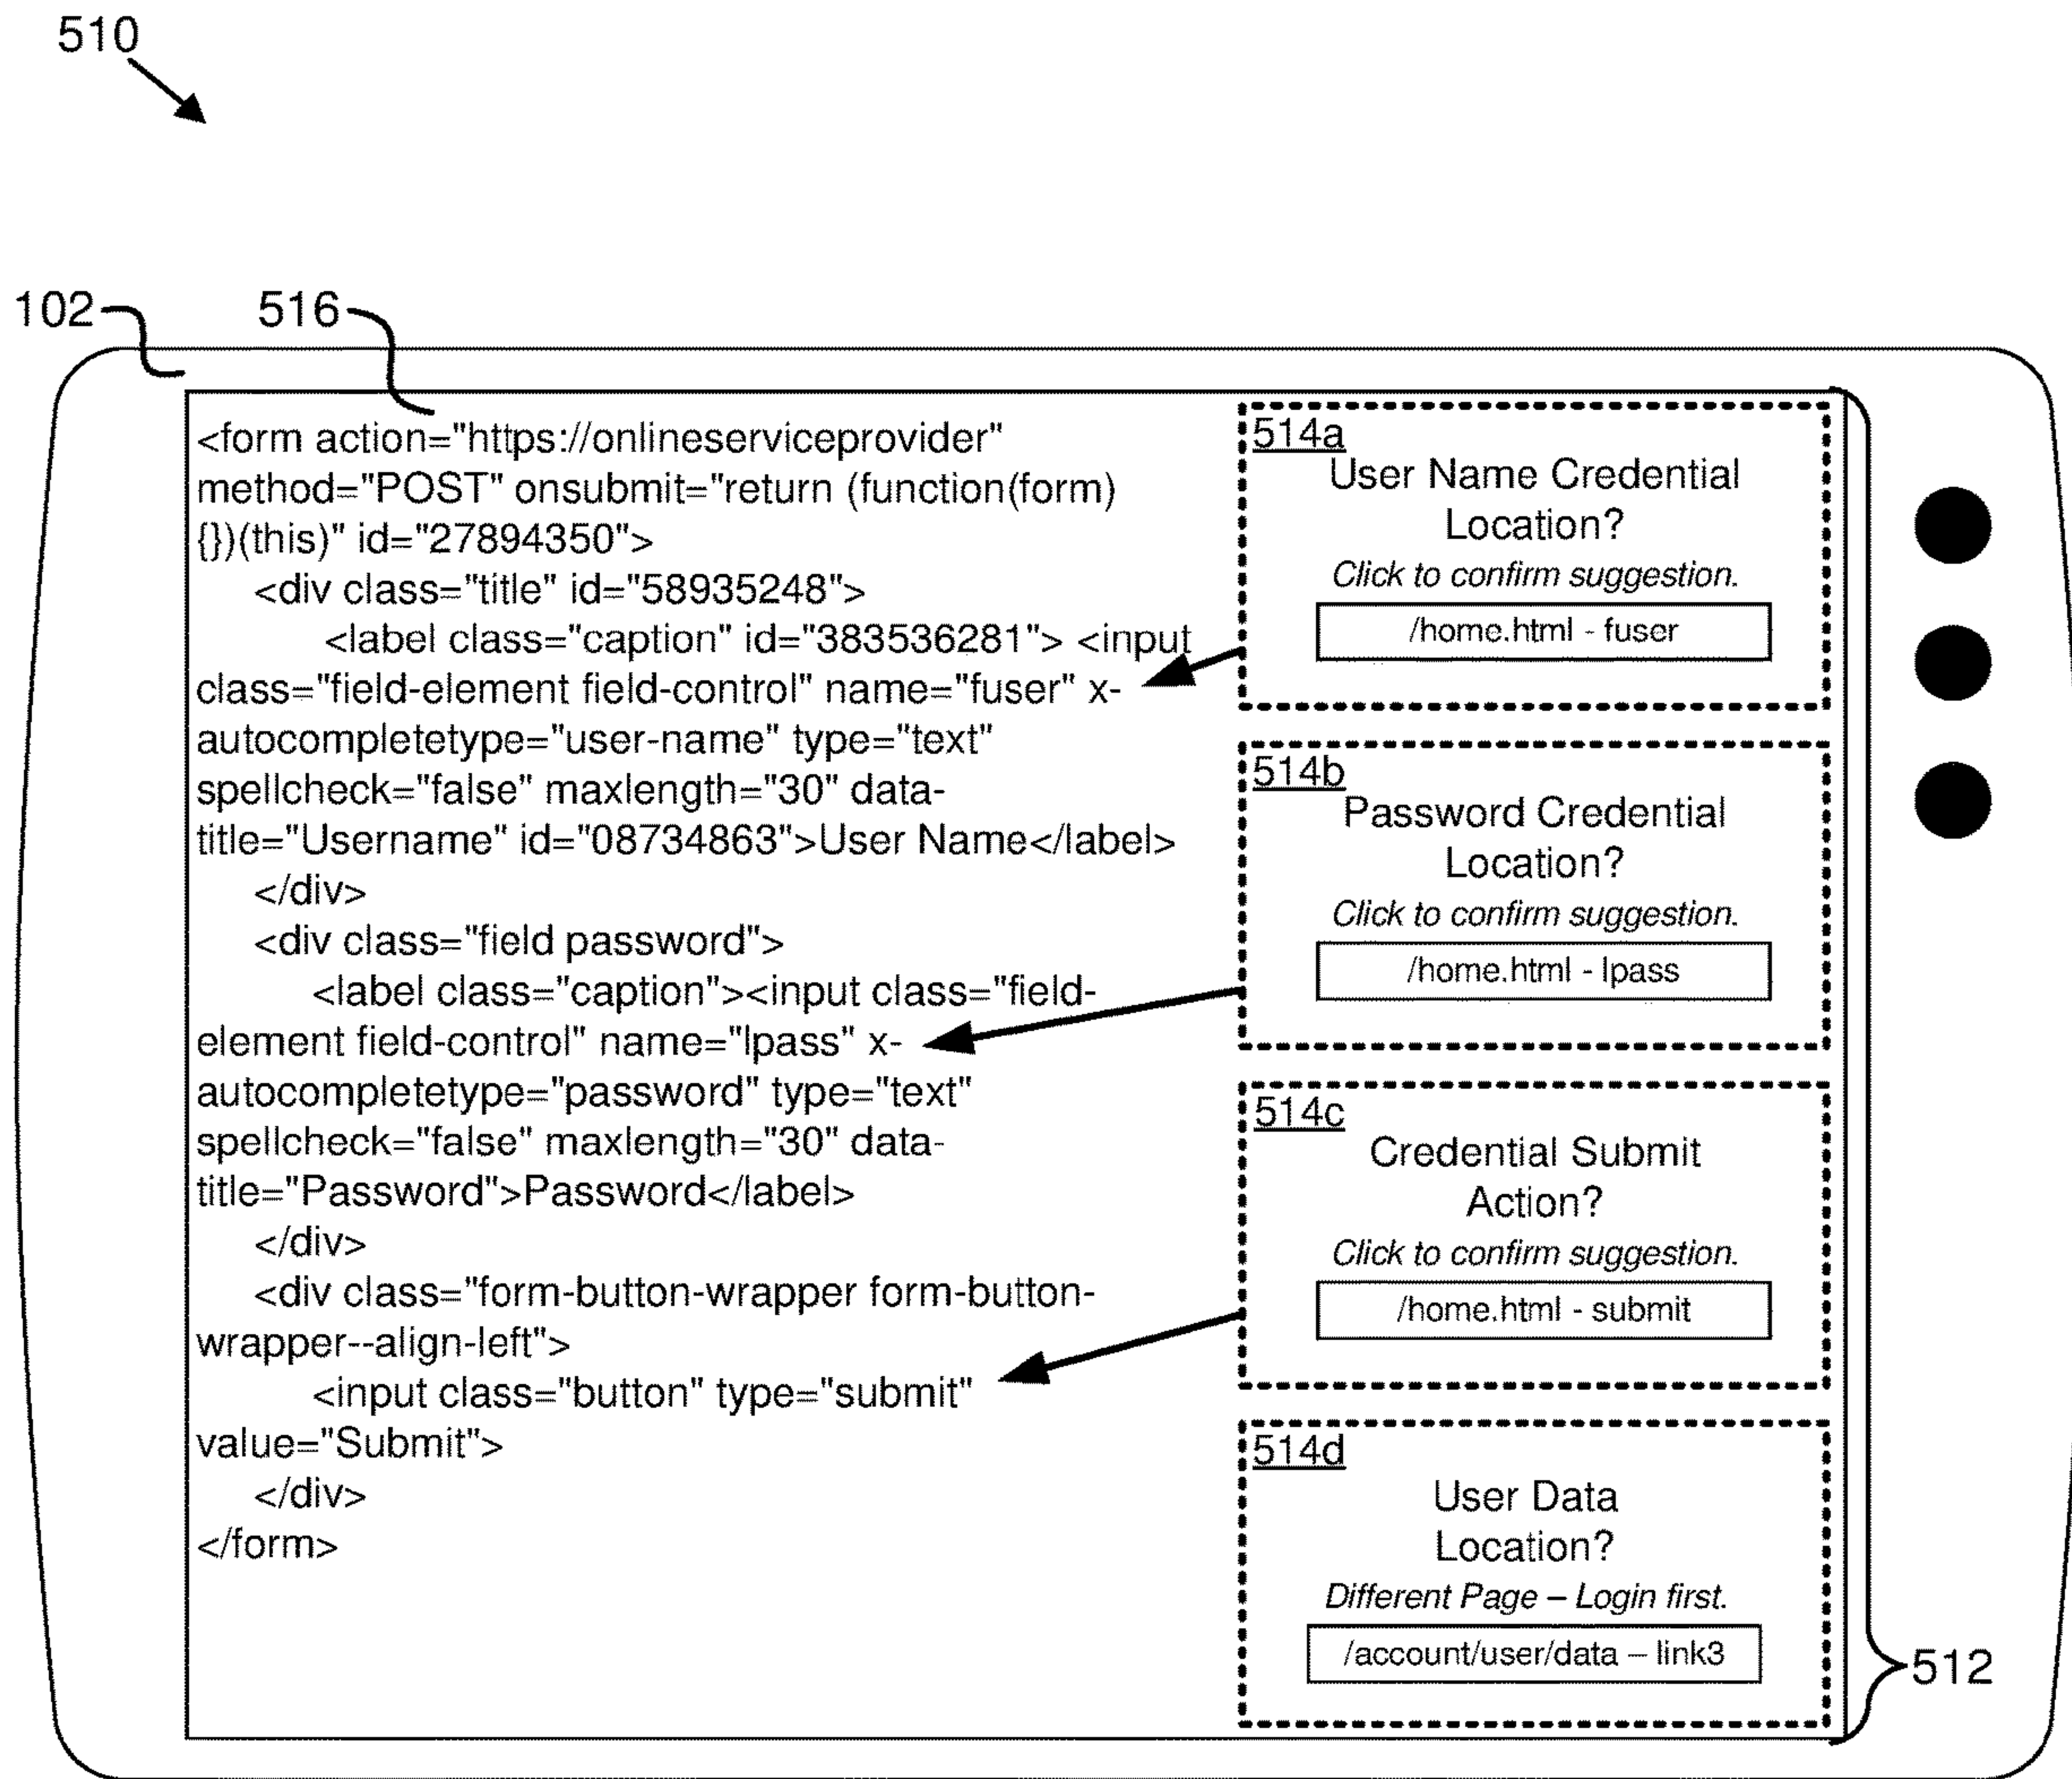 510
102
516
<form action="https://onlineserviceprovider"
method="POST" onsubmit="return (function(form)
{})(this)" id="27894350">
<div class="title" id="58935248">
<label class="caption" id="383536281"> <input
class="field-element field-control" name="fuser" x-
autocompletetype="user-name" type="text"
spellcheck="false" maxlength="30" data-
title="Username" id="08734863">User Name</label>
</div>
<div class="field password">
<label class="caption"><input class="field-
element field-control" name="lpass" x-
autocompletetype="password" type="text"
spellcheck="false" maxlength="30" data-
title="Password">Password</label>
</div>
<div class="form-button-wrapper form-button-
wrapper--align-left">
<input class="button" type="submit"
value="Submit">
</div>
</form>
514a
User Name Credential
Location?
Click to confirm suggestion.
/home.html - fuser
514b
Password Credential
Location?
Click to confirm suggestion.
/home.html - lpass
514c
Credential Submit
Action?
Click to confirm suggestion.
/home.html - submit
514d
User Data
Location?
Different Page – Login first.
/account/user/data – link3
512